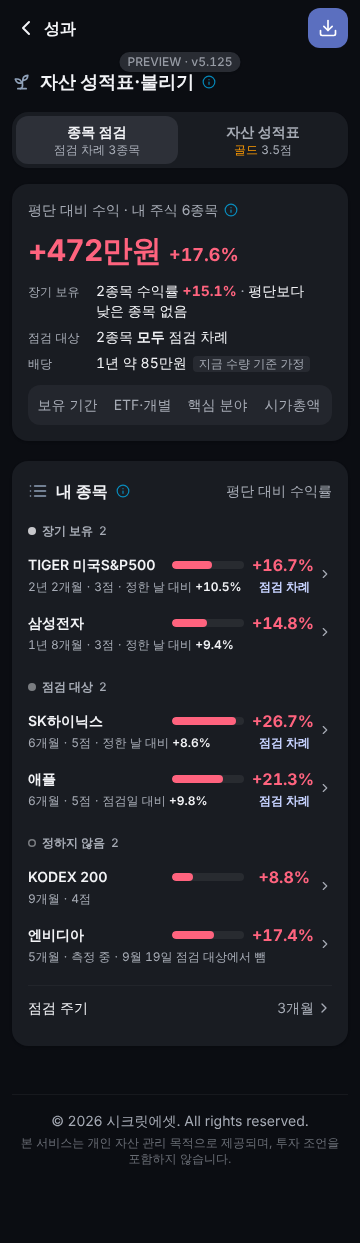 성과
PREVIEW · v5.125
자산 성적표·불리기
종목 점검
점검 차례 3종목
자산 성적표
골드 3.5점
평단 대비 수익 · 내 주식 6종목
+472만원 +17.6%
장기 보유 2종목 수익률 +15.1% · 평단보다
낮은 종목 없음
점검 대상 2종목 모두 점검 차례
배당 1년 약 85만원 지금 수량 기준 가정
보유 기간 ETF·개별 핵심 분야 시가총액
내 종목 평단 대비 수익률
장기 보유 2
TIGER 미국S&P500 +16.7%
2년 2개월 · 3점 · 정한 날 대비 +10.5% 점검 차례
삼성전자 +14.8%
1년 8개월 · 3점 · 정한 날 대비 +9.4%
점검 대상 2
SK하이닉스 +26.7%
6개월 · 5점 · 정한 날 대비 +8.6% 점검 차례
애플 +21.3%
6개월 · 5점 · 점검일 대비 +9.8% 점검 차례
정하지 않음 2
KODEX 200 +8.8%
9개월 · 4점
엔비디아 +17.4%
5개월 · 측정 중 · 9월 19일 점검 대상에서 뺌
점검 주기 3개월
© 2026 시크릿에셋. All rights reserved.
본 서비스는 개인 자산 관리 목적으로 제공되며, 투자 조언을
포함하지 않습니다.